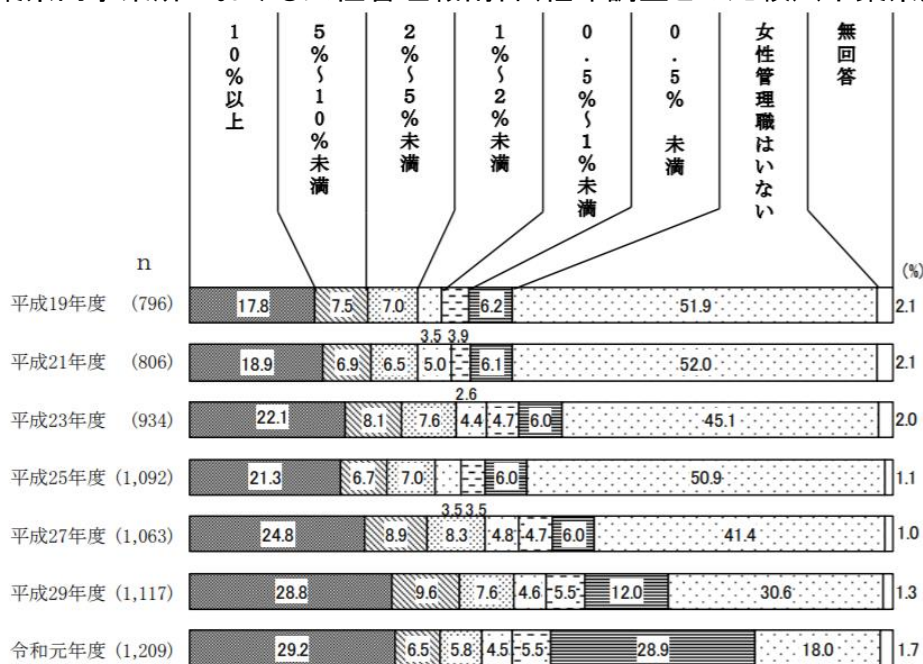 10%以上
5%〜10%未満
2%〜5%未満
1%〜2%未満
0.5%〜1%未満
0.5% 未満
女性管理職はいない
無回答
n
(%)
平成19年度 (796) 17.8 7.5 7.0 6.2 51.9 2.1
3.5 3.9
平成21年度 (806) 18.9 6.9 6.5 5.0 6.1 52.0 2.1
2.6
平成23年度 (934) 22.1 8.1 7.6 4.4 4.7 6.0 45.1 2.0
平成25年度 (1,092) 21.3 6.7 7.0 6.0 50.9 1.1
3.5 3.5
平成27年度 (1,063) 24.8 8.9 8.3 4.8 4.7 6.0 41.4 1.0
平成29年度 (1,117) 28.8 9.6 7.6 4.6 5.5 12.0 30.6 1.3
令和元年度 (1,209) 29.2 6.5 5.8 4.5 5.5 28.9 18.0 1.7